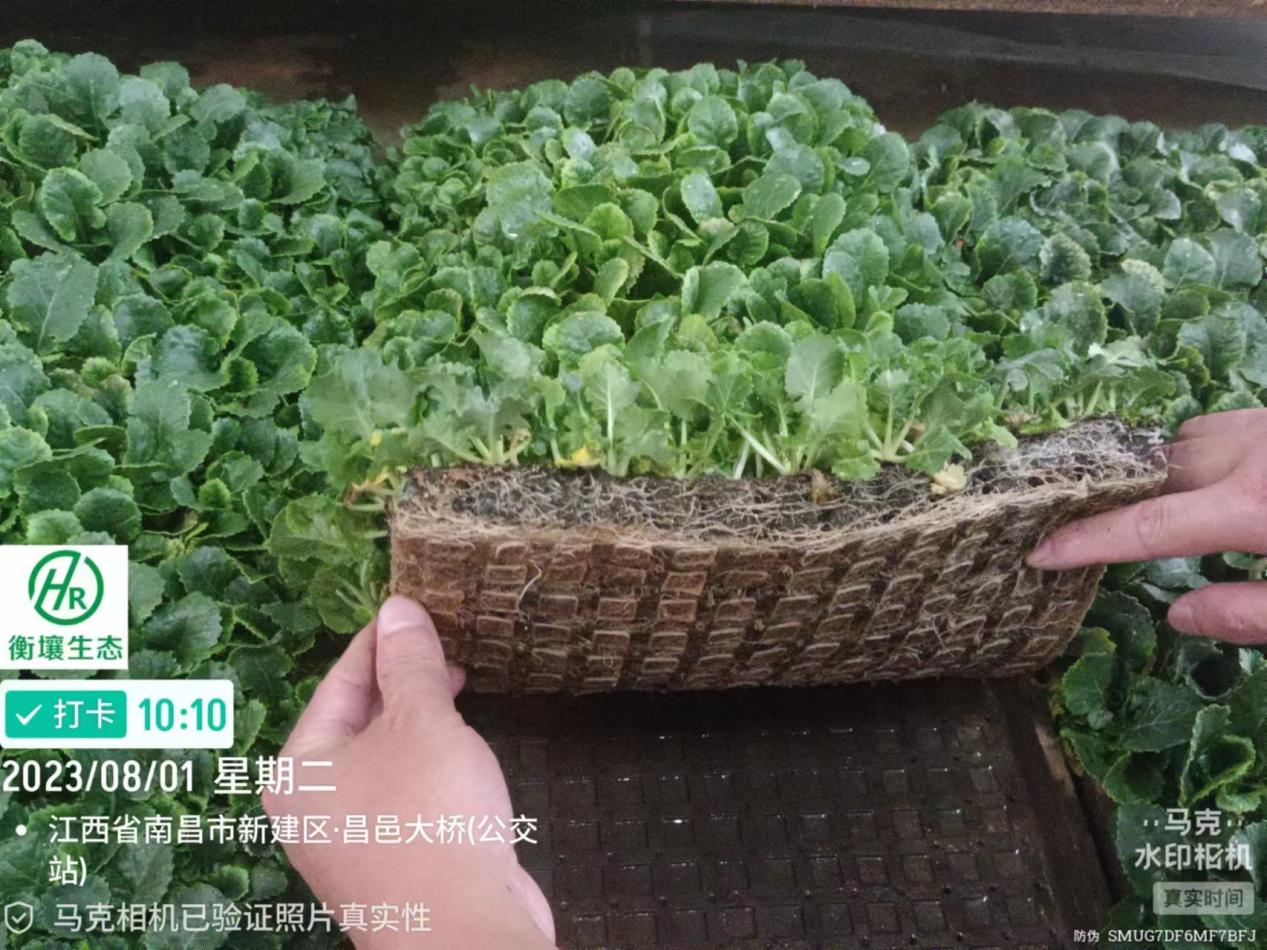 HR
衡壤生态
打卡 10:10
2023/08/01 星期二
江西省南昌市新建区·昌邑大桥(公交
站)
马克相机已验证照片真实性
马克
水印相机
真实时间
防伪 SMUG7DF6MF7BFJ